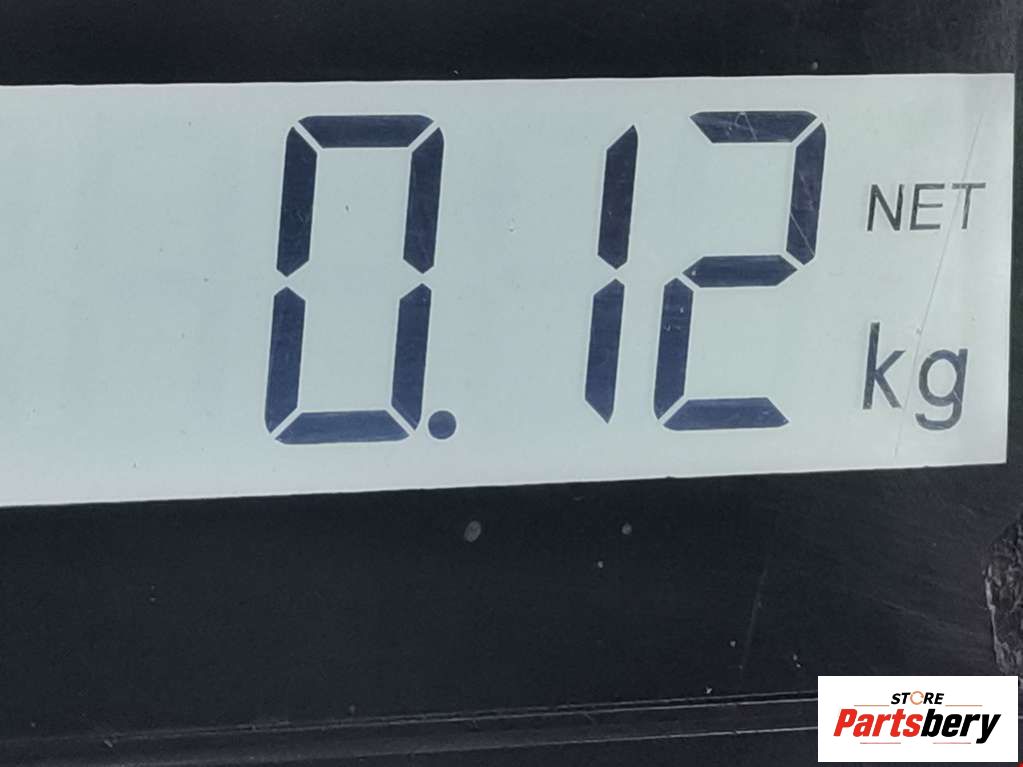 0.12 NET
kg
STORE
Partsbery